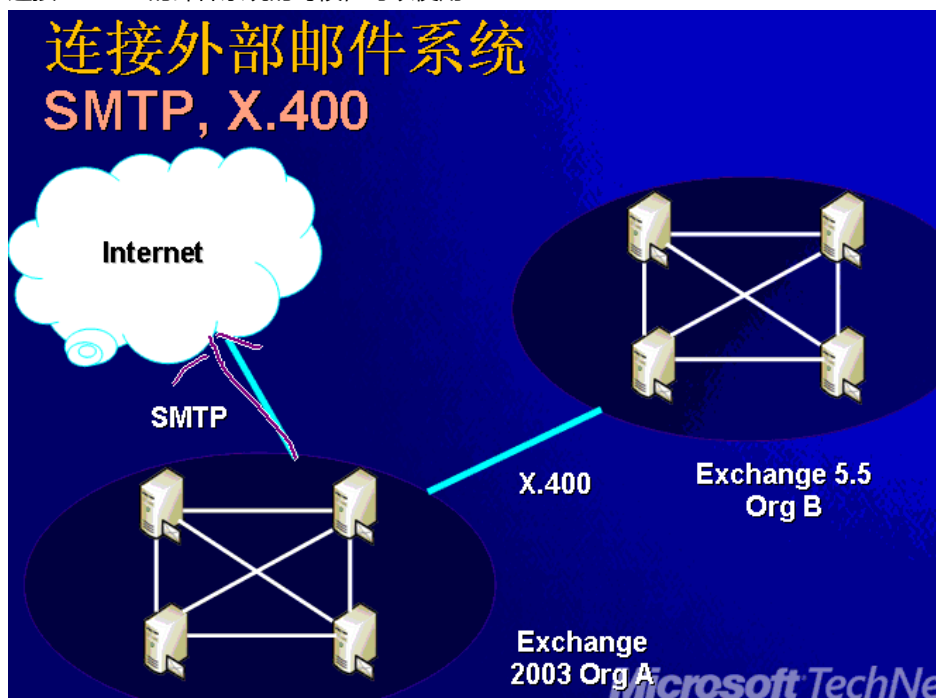 连接外部邮件系统
SMTP, X.400
Internet
SMTP
X.400
Exchange 5.5
Org B
Exchange
2003 Org A
Microsoft TechNe